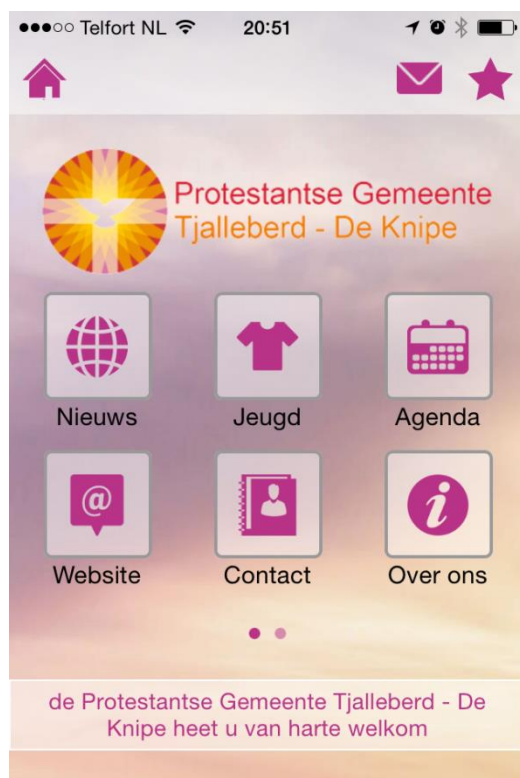 Telfort NL 20:51
Protestantse Gemeente
Tjalleberd - De Knipe
Nieuws Jeugd Agenda
@
i
Website Contact Over ons
de Protestantse Gemeente Tjalleberd - De
Knipe heet u van harte welkom